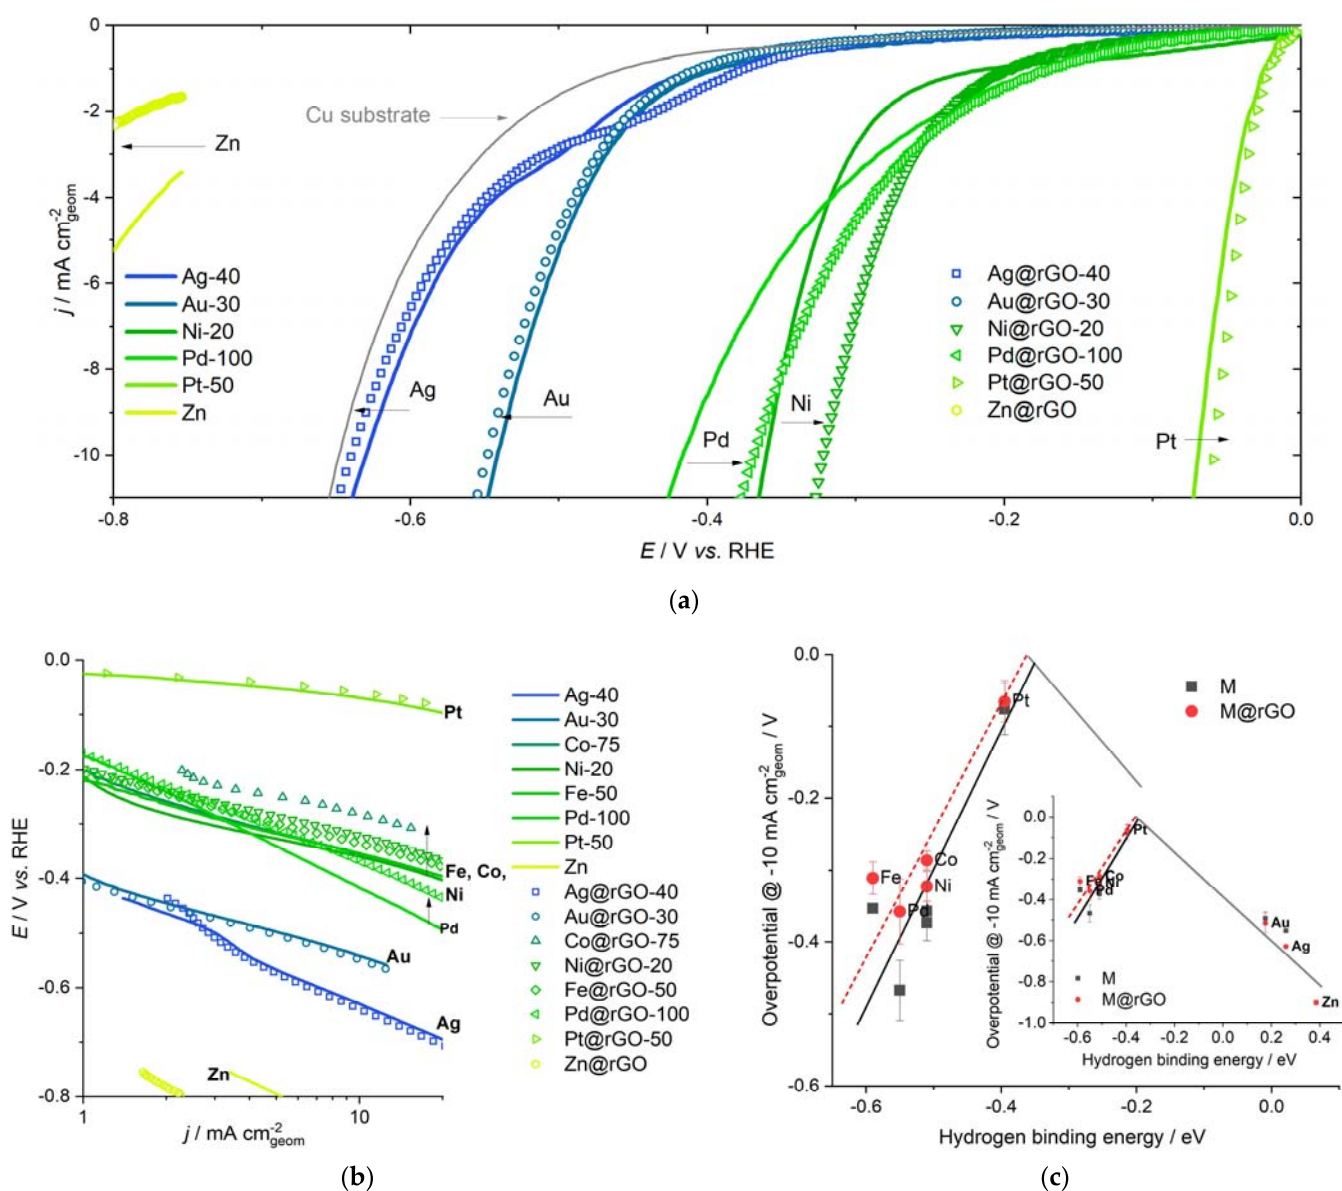 0
-2
-4
-6
-8
-10
j / mA cm-2geom
Cu substrate
Zn
Ag-40
Au-30
Ni-20
Pd-100
Pt-50
Zn
Ag@rGO-40
Au@rGO-30
Ni@rGO-20
Pd@rGO-100
Pt@rGO-50
Zn@rGO
Ag
Au
Pd
Ni
Pt
-0.8
-0.6
-0.4
-0.2
0.0
E / V vs. RHE
(a)
0.0
-0.2
-0.4
-0.6
-0.8
E / V vs. RHE
Pt
Fe, Co,
Ni
Pd
Au
Ag
Zn
1
10
j / mA cm-2geom
Ag-40
Au-30
Co-75
Ni-20
Fe-50
Pd-100
Pt-50
Zn
Ag@rGO-40
Au@rGO-30
Co@rGO-75
Ni@rGO-20
Fe@rGO-50
Pd@rGO-100
Pt@rGO-50
Zn@rGO
(b)
0.0
-0.2
-0.4
-0.6
Overpotential @ -10 mA cm-2geom / V
M
M@rGO
Pt
Co
Fe
Ni
Pd
-0.6
-0.4
-0.2
0.0
Hydrogen binding energy / eV
0.0
-0.2
-0.4
-0.6
-0.8
-1.0
Overpotential @ -10 mA cm-2geom / V
Pt
Co
Fe
Ni
Pd
Au
Ag
Zn
M
M@rGO
-0.6
-0.4
-0.2
0.0
0.2
0.4
Hydrogen binding energy / eV
(c)